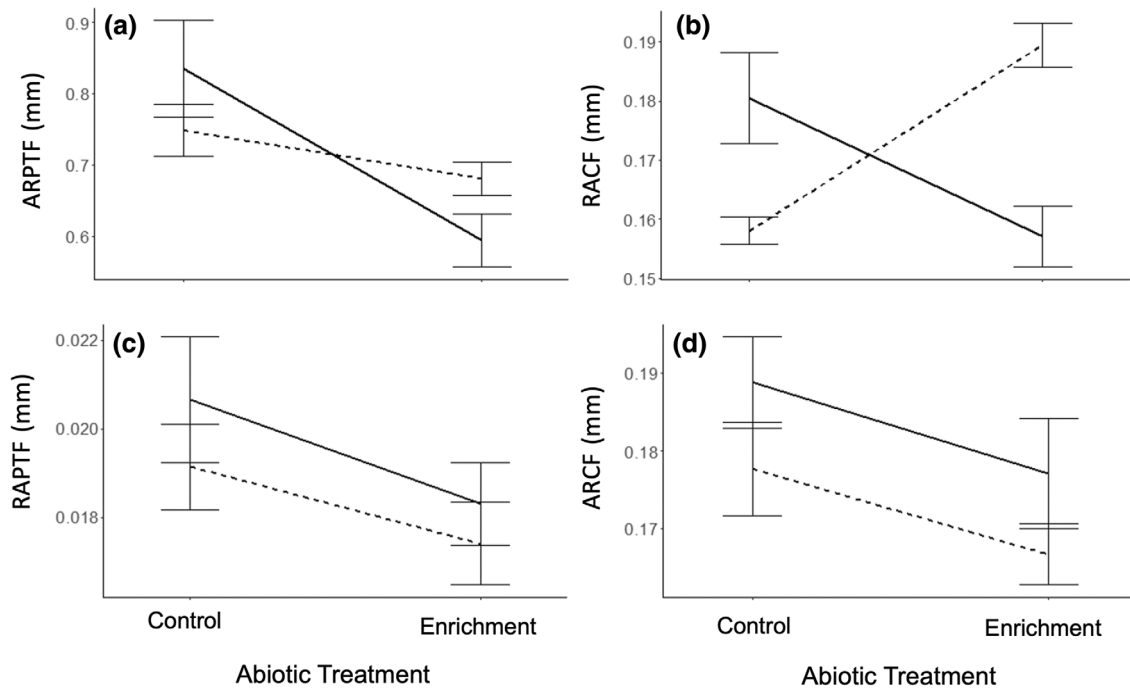 (a)
ARPTF (mm)
0.9
0.8
0.7
0.6
(b)
RACF (mm)
0.19
0.18
0.17
0.16
0.15
(c)
RAPTF (mm)
0.022
0.020
0.018
Control
Enrichment
Abiotic Treatment
(d)
ARCF (mm)
0.19
0.18
0.17
Control
Enrichment
Abiotic Treatment